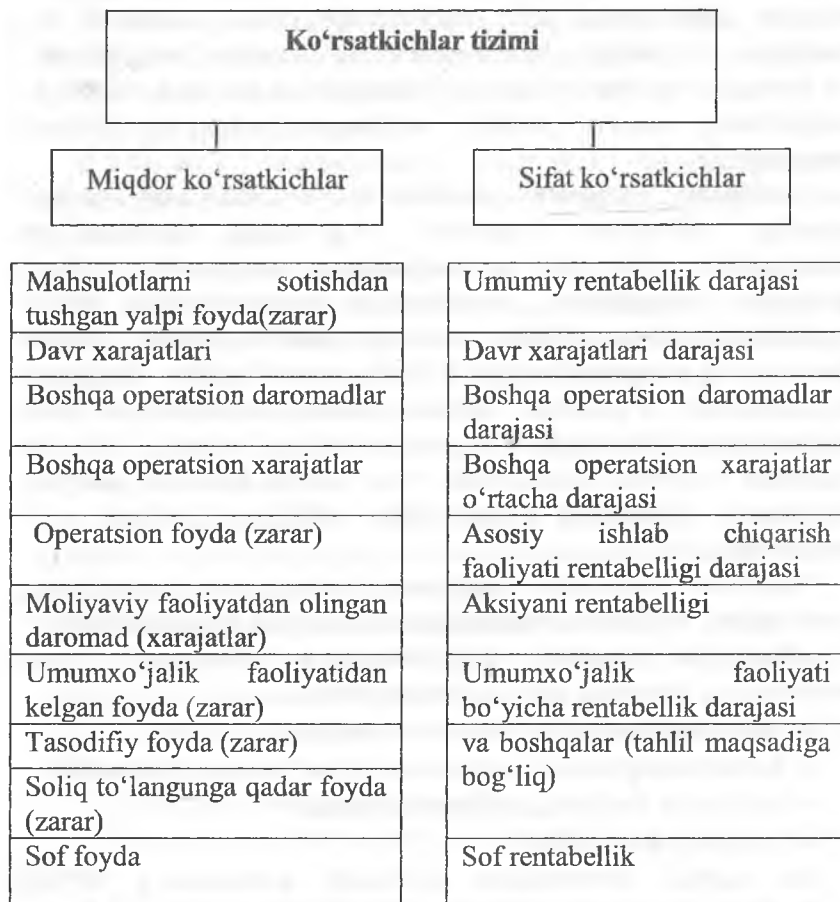 Ko‘rsatkichlar tizimi
Miqdor ko‘rsatkichlar
Sifat ko‘rsatkichlar
Mahsulotlarni sotishdan
tushgan yalpi foyda(zarar)
Umumiy rentabellik darajasi
Davr xarajatlari
Davr xarajatlari darajasi
Boshqa operatsion daromadlar
Boshqa operatsion daromadlar
darajasi
Boshqa operatsion xarajatlar
Boshqa operatsion xarajatlar
o‘rtacha darajasi
Operatsion foyda (zarar)
Asosiy ishlab chiqarish
faoliyati rentabelligi darajasi
Moliyaviy faoliyatdan olingan
daromad (xarajatlar)
Aksiyani rentabelligi
Umumxo‘jalik faoliyatidan
kelgan foyda (zarar)
Umumxo‘jalik faoliyati
bo‘yicha rentabellik darajasi
Tasodifiy foyda (zarar)
va boshqalar (tahlil maqsadiga
bog‘liq)
Soliq to‘langunga qadar foyda
(zarar)
Sof foyda
Sof rentabellik